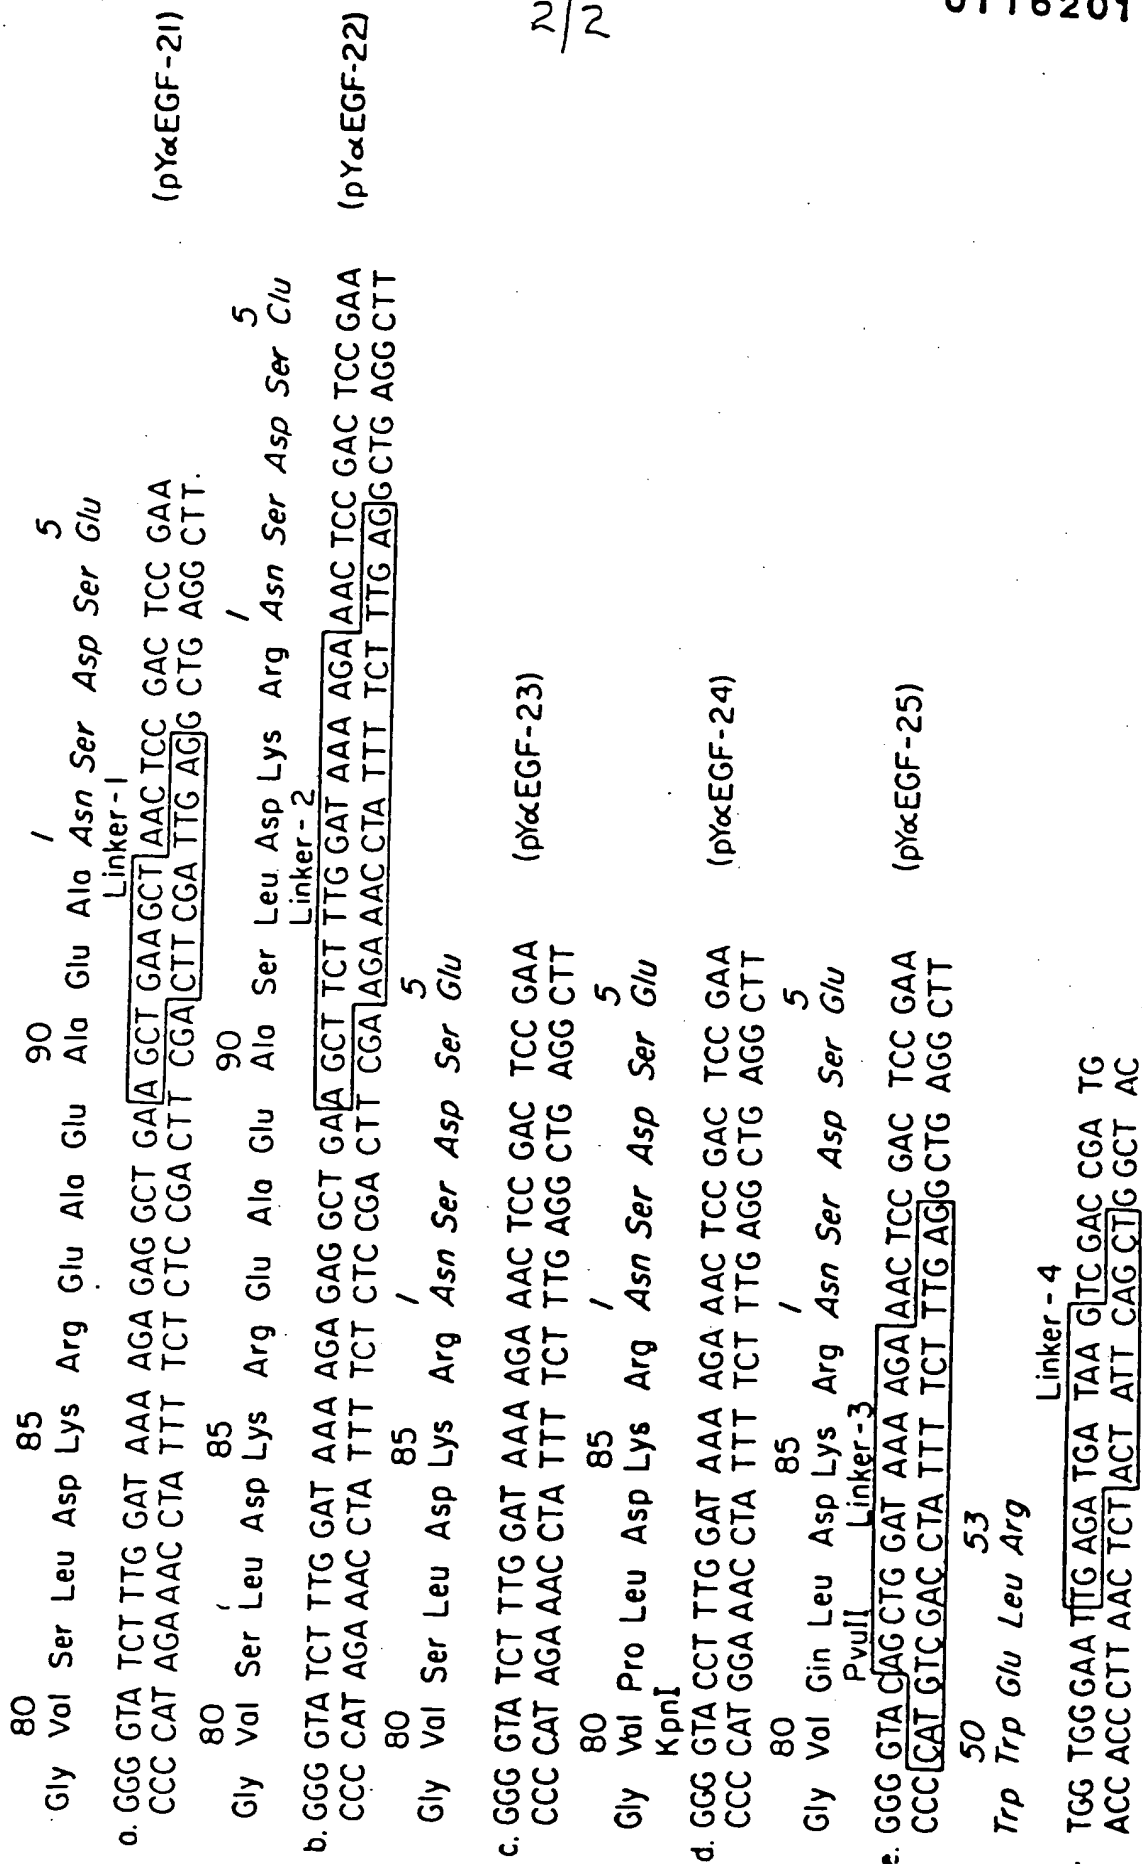 0116201
2/2
80 85 90 1 5
Gly Val Ser Leu Asp Lys Arg Glu Ala Glu Ala Glu Ala Asn Ser Asp Ser Glu
Linker-1
a. GGG GTA TCT TTG GAT AAA AGA GAG GCT GAA GCT GAA GCT AAC TCC GAC TCC GAA
CCC CAT AGA AAC CTA TTT TCT CTC CGA CTT CGA CTT CGA TTG AGG CTG AGG CTT.
(pYαEGF-21)
80 85 90 1 5
Gly Val Ser Leu Asp Lys Arg Glu Ala Glu Ala Ser Leu Asp Lys Arg Asn Ser Asp Ser Clu
Linker-2
b. GGG GTA TCT TTG GAT AAA AGA GAG GCT GAA GCT TCT TTG GAT AAA AGA AAC TCC GAC TCC GAA
CCC CAT AGA AAC CTA TTT TCT CTC CGA CTT CGA AGA AAC CTA TTT TCT TTG AGG CTG AGG CTT
(pYαEGF-22)
80 85 1 5
Gly Val Ser Leu Asp Lys Arg Asn Ser Asp Ser Glu
c. GGG GTA TCT TTG GAT AAA AGA AAC TCC GAC TCC GAA
CCC CAT AGA AAC CTA TTT TCT TTG AGG CTG AGG CTT
(pYαEGF-23)
80 85 1 5
Gly Val Pro Leu Asp Lys Arg Asn Ser Asp Ser Glu
KpnI
d. GGG GTA CCT TTG GAT AAA AGA AAC TCC GAC TCC GAA
CCC CAT GGA AAC CTA TTT TCT TTG AGG CTG AGG CTT
(pYαEGF-24)
80 85 1 5
Gly Val Gin Leu Asp Lys Arg Asn Ser Asp Ser Glu
PvuII Linker-3
e. GGG GTA CAG CTG GAT AAA AGA AAC TCC GAC TCC GAA
CCC CAT GTC GAC CTA TTT TCT TTG AGG CTG AGG CTT
(pYαEGF-25)
50 53
Trp Trp Glu Leu Arg
Linker-4
TGG TGG GAA TTG AGA TGA TAA GTC GAC CGA TG
ACC ACC CTT AAC TCT ACT ATT CAG CTG GCT AC